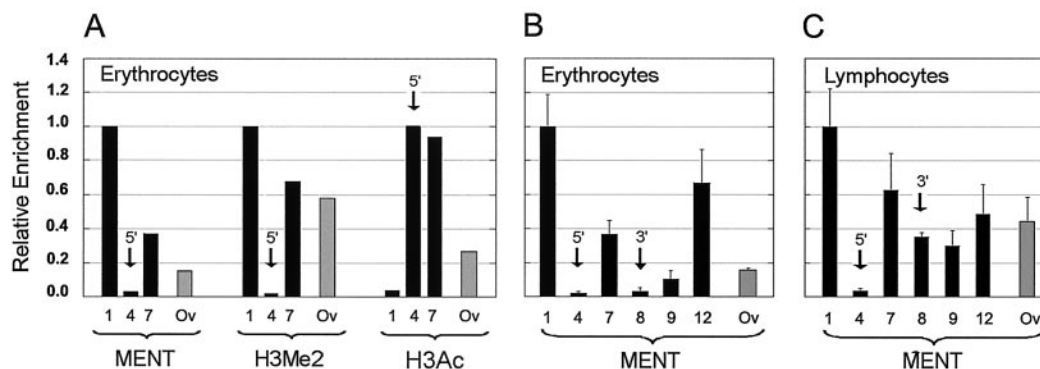 A B C
Relative Enrichment
1.4
1.2
1.0
0.8
0.6
0.4
0.2
0.0
Erythrocytes
5'
5'
5'
1 4 7 Ov 1 4 7 Ov 1 4 7 Ov
MENT H3Me2 H3Ac
Erythrocytes
5'
3'
1 4 7 8 9 12 Ov
MENT
Lymphocytes
5'
3'
1 4 7 8 9 12 Ov
MENT